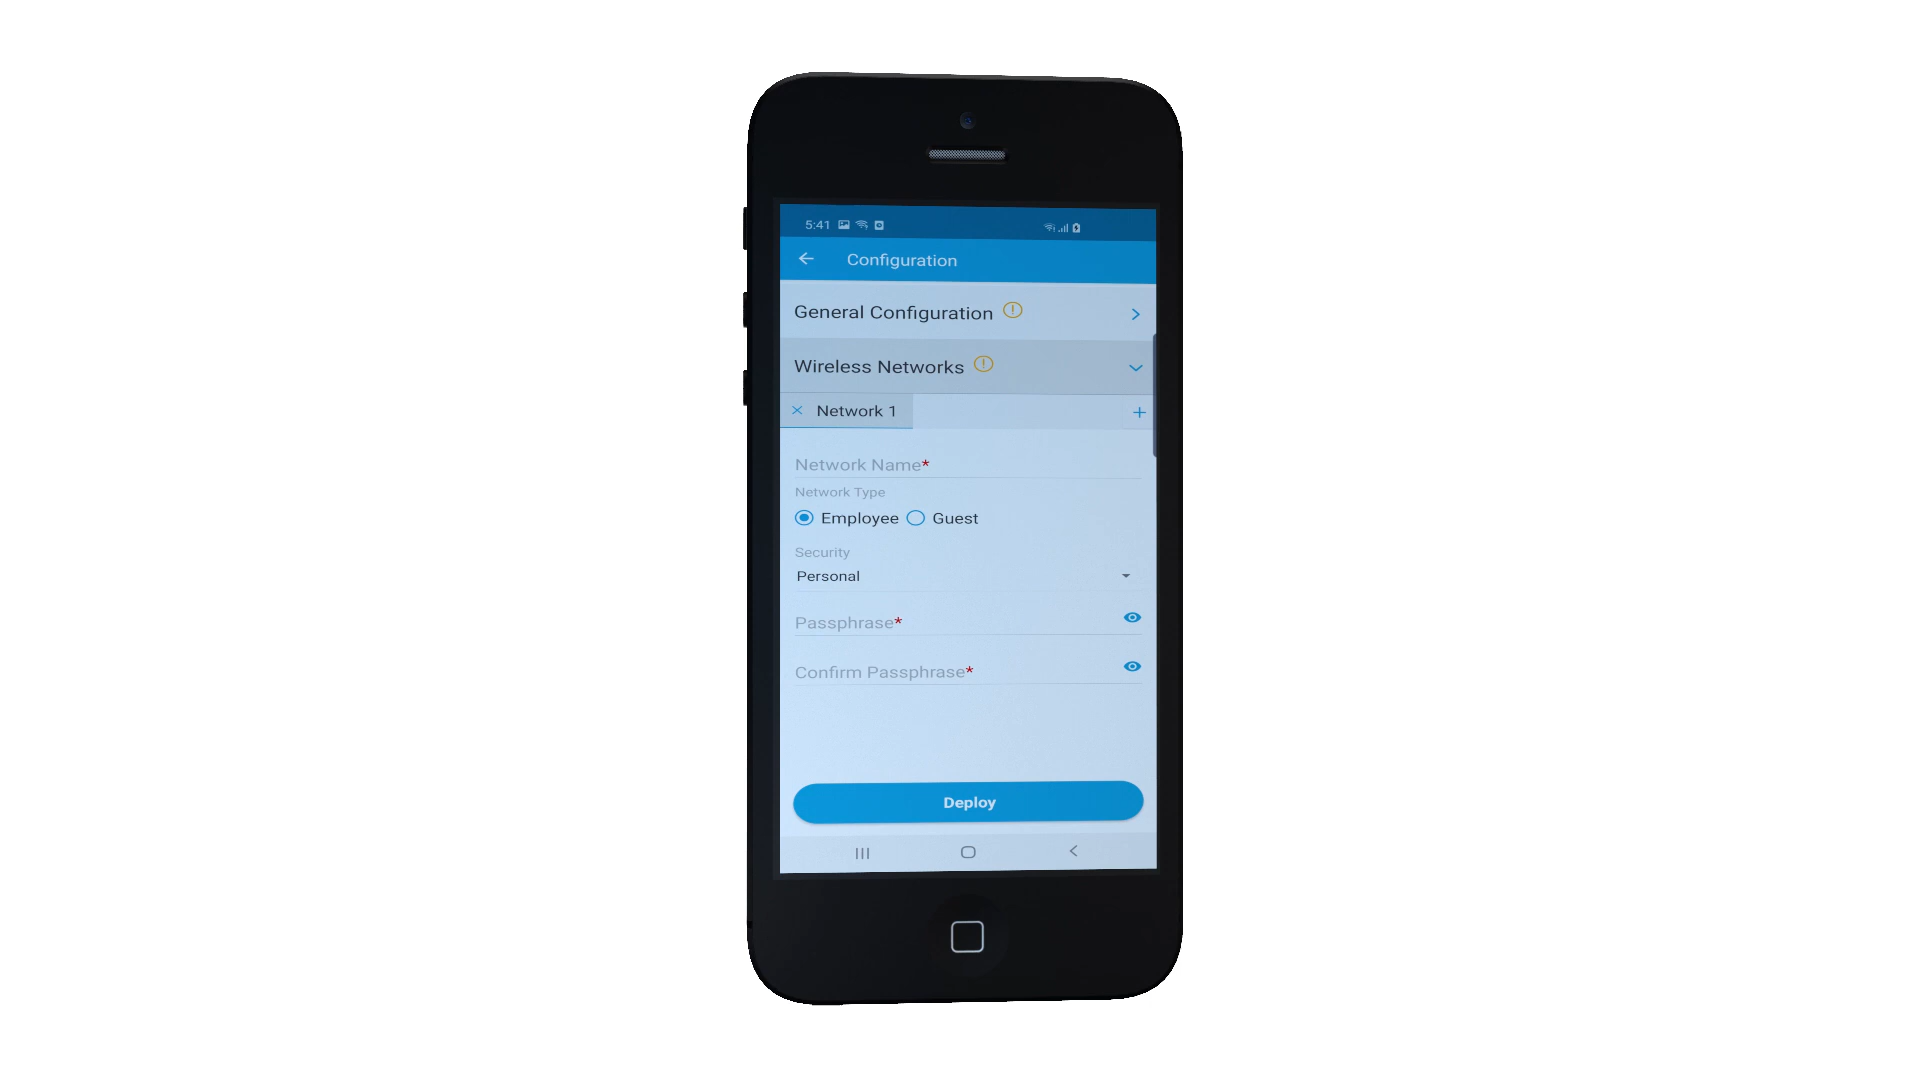 5:41
Configuration
General Configuration
Wireless Networks
Network 1
Network Name*
Network Type
Employee Guest
Security
Personal
Passphrase*
Confirm Passphrase*
Deploy